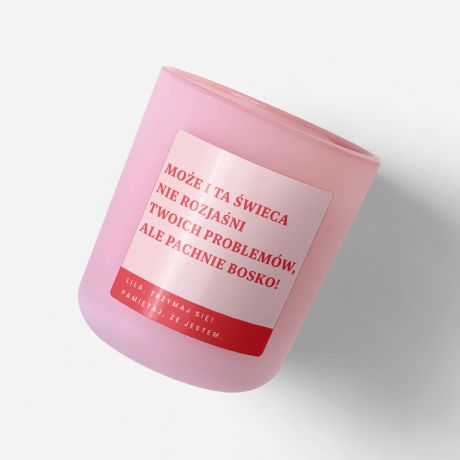 MOŻE I TA ŚWIECA
NIE ROZJAŚNI
TWOICH PROBLEMÓW,
ALE PACHNIE BOSKO!
LILA, TRZYMAJ SIĘ!
PAMIĘTAJ, ŻE JESTEM.